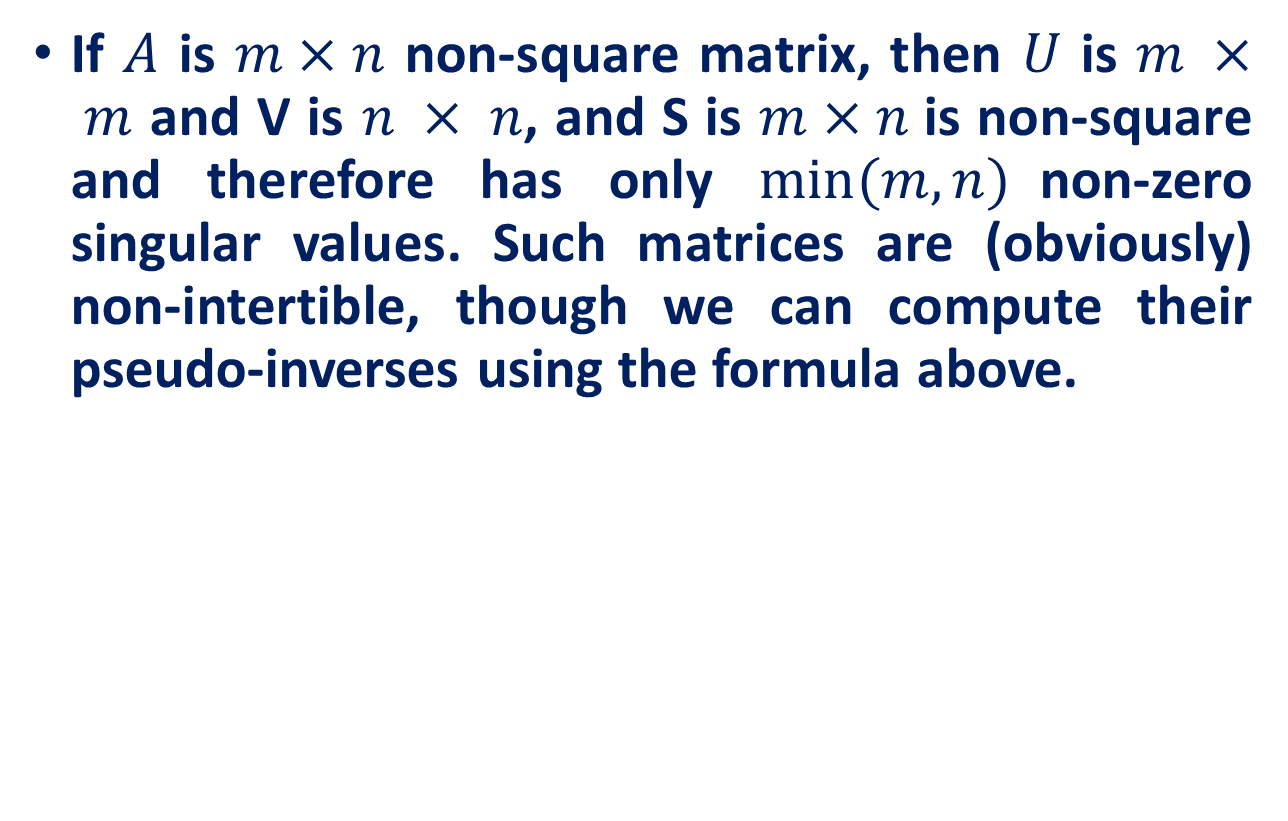 • If 𝐴 is 𝑚 × 𝑛 non-square matrix, then 𝑈 is 𝑚 ×
𝑚 and V is 𝑛 × 𝑛, and S is 𝑚 × 𝑛 is non-square
and therefore has only min(𝑚, 𝑛) non-zero
singular values. Such matrices are (obviously)
non-intertible, though we can compute their
pseudo-inverses using the formula above.